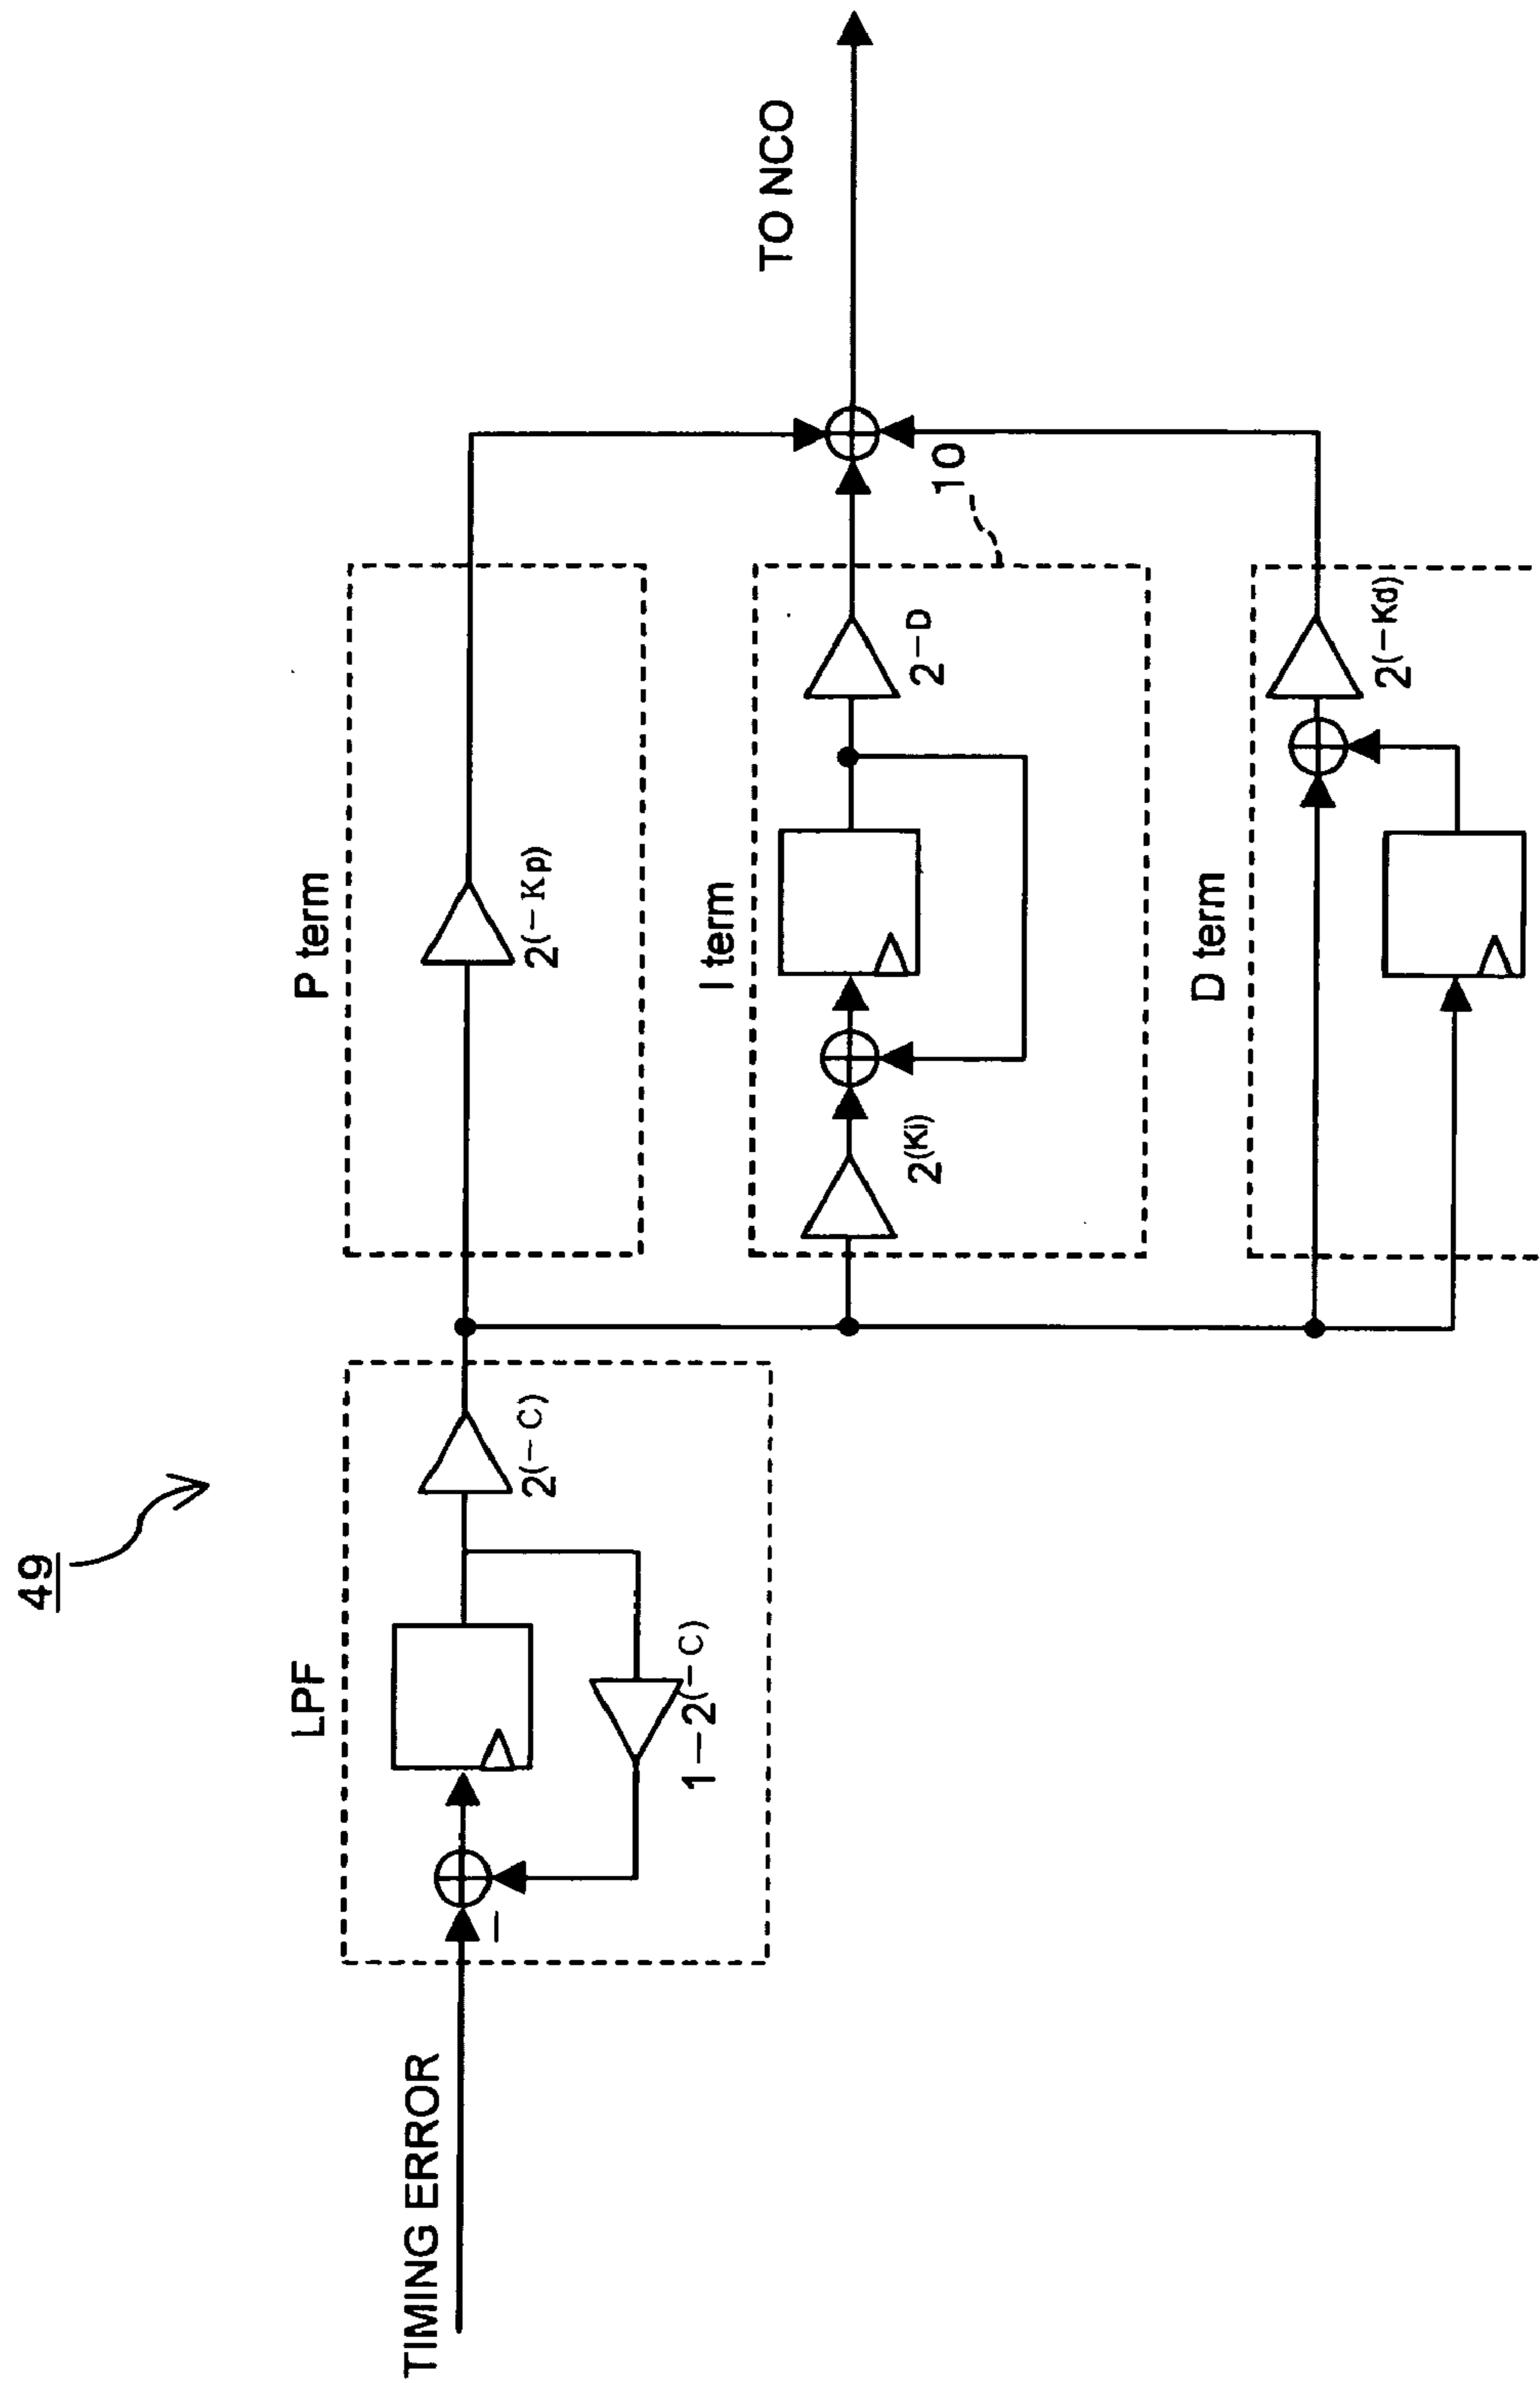 49
TIMING ERROR
LPF
−
1−2(−C)
2(−C)
P term
2(−Kp)
I term
2(Ki)
2−D
10
D term
2(−Kd)
TO NCO